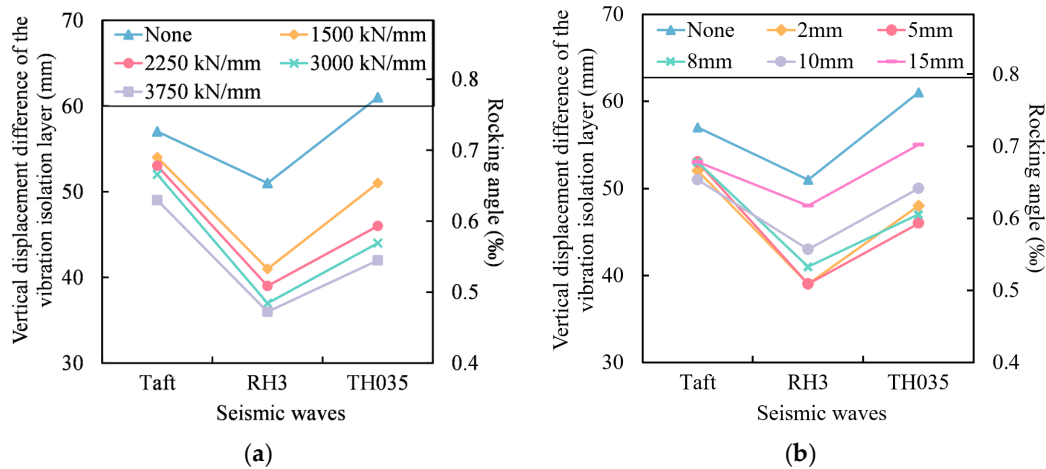 70
60
50
40
30
Vertical displacement difference of the
vibration isolation layer (mm)
None
1500 kN/mm
2250 kN/mm
3000 kN/mm
3750 kN/mm
0.8
0.7
0.6
0.5
0.4
Rocking angle (‰)
Taft
RH3
TH035
Seismic waves
(a)
70
60
50
40
30
Vertical displacement difference of the
vibration isolation layer (mm)
None
2mm
5mm
8mm
10mm
15mm
0.8
0.7
0.6
0.5
0.4
Rocking angle (‰)
Taft
RH3
TH035
Seismic waves
(b)